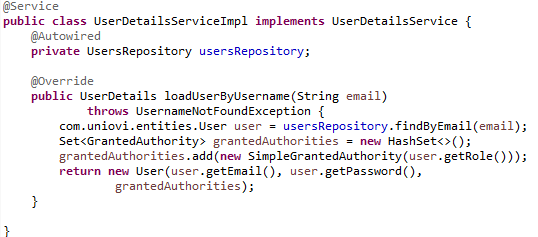 @Service
public class UserDetailsServiceImpl implements UserDetailsService {
@Autowired
private UsersRepository usersRepository;
@Override
public UserDetails loadUserByUsername(String email)
throws UsernameNotFoundException {
com.uniovi.entities.User user = usersRepository.findByEmail(email);
Set<GrantedAuthority> grantedAuthorities = new HashSet<>();
grantedAuthorities.add(new SimpleGrantedAuthority(user.getRole()));
return new User(user.getEmail(), user.getPassword(),
grantedAuthorities);
}
}